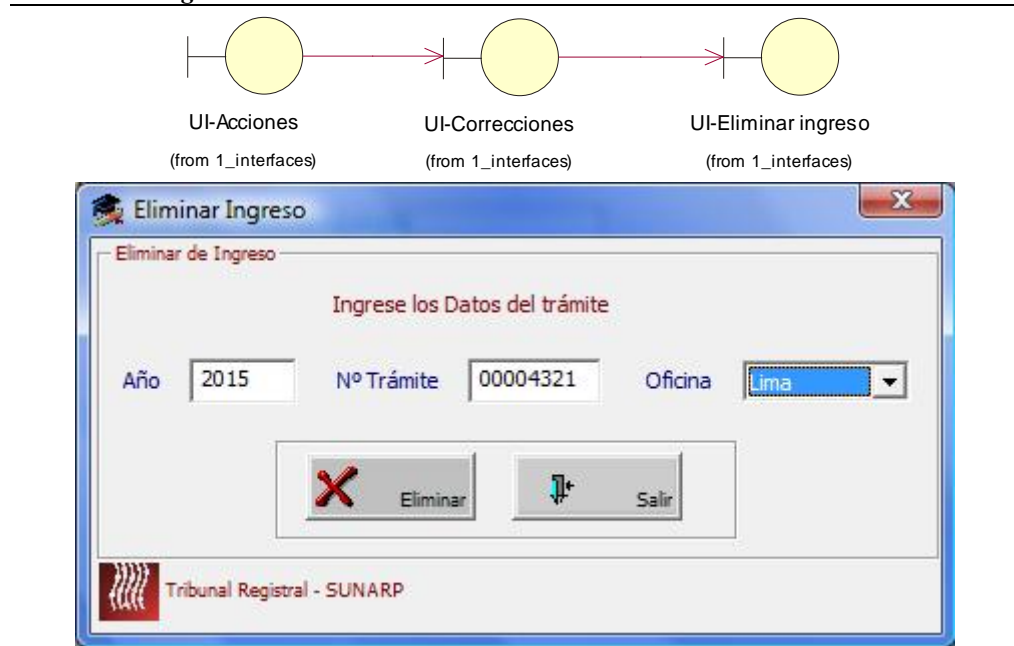 UI-Acciones UI-Correcciones UI-Eliminar ingreso
(from 1_interfaces) (from 1_interfaces) (from 1_interfaces)
Eliminar Ingreso
Eliminar de Ingreso
Ingrese los Datos del trámite
Año 2015 Nº Trámite 00004321 Oficina Lima
Eliminar Salir
Tribunal Registral - SUNARP